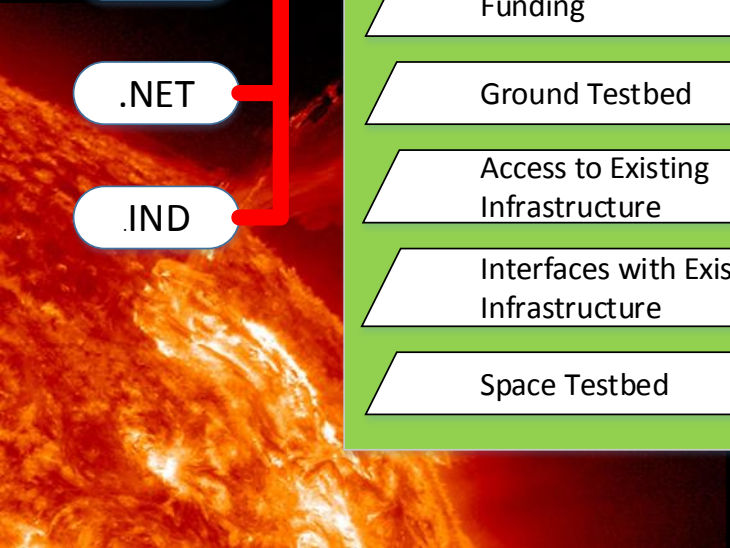 Funding
.NET
Ground Testbed
Access to Existing
Infrastructure
.IND
Interfaces with Exis
Infrastructure
Space Testbed